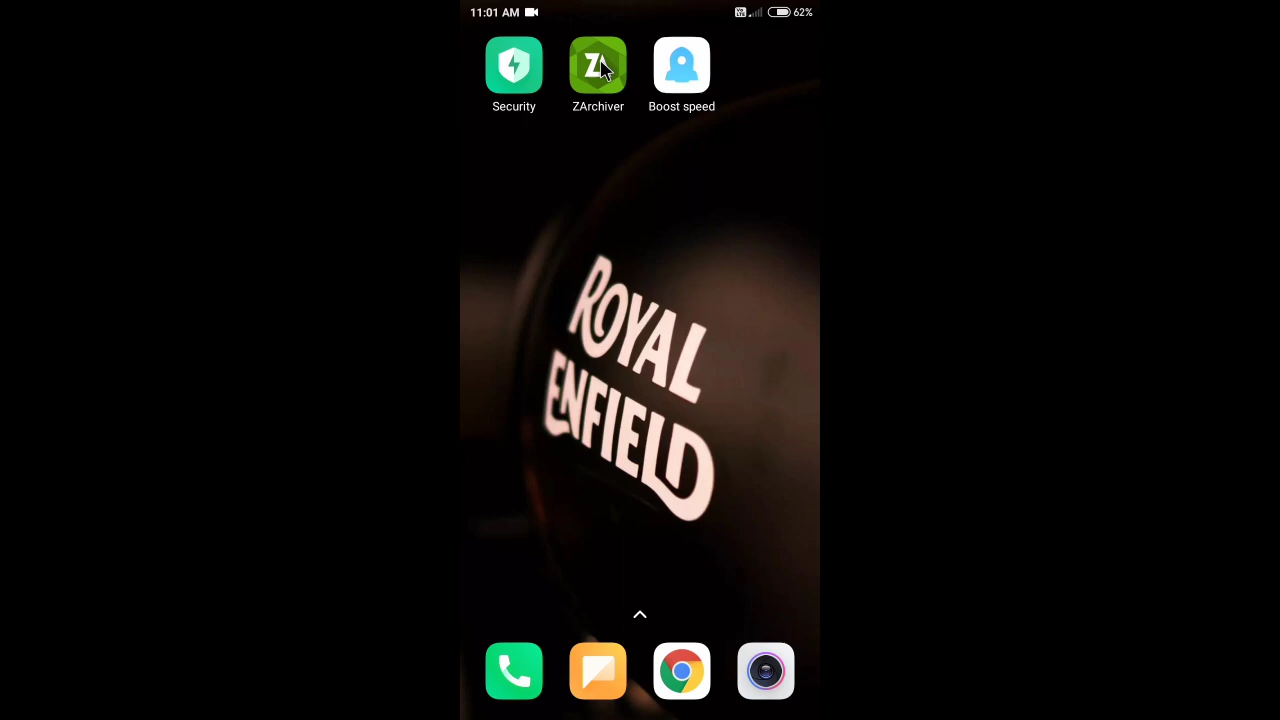 11:01 AM
62%
Security
ZArchiver
Boost speed
ROYAL
ENFIELD